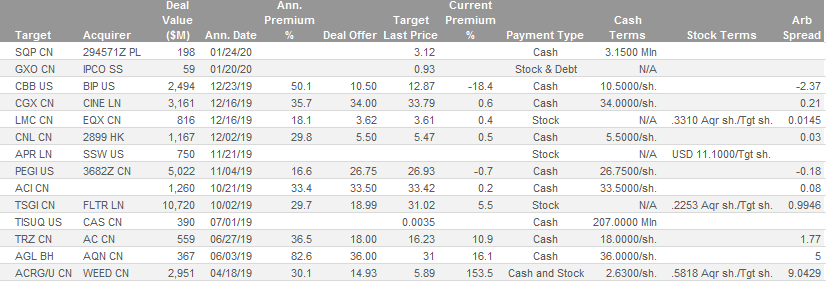 Deal Ann. Current
Value Premium Target Premium Cash Arb
Target Acquirer ($M) Ann. Date % Deal Offer Last Price % Payment Type Terms Stock Terms Spread
SQP CN 294571Z PL 198 01/24/20 3.12 Cash 3.1500 Mln
GXO CN IPCO SS 59 01/20/20 0.93 Stock & Debt N/A
CBB US BIP US 2,494 12/23/19 50.1 10.50 12.87 -18.4 Cash 10.5000/sh. -2.37
CGX CN CINE LN 3,161 12/16/19 35.7 34.00 33.79 0.6 Cash 34.0000/sh. 0.21
LMC CN EQX CN 816 12/16/19 18.1 3.62 3.61 0.4 Stock N/A .3310 Aqr sh./Tgt sh. 0.0145
CNL CN 2899 HK 1,167 12/02/19 29.8 5.50 5.47 0.5 Cash 5.5000/sh. 0.03
APR LN SSW US 750 11/21/19 Stock N/A USD 11.1000/Tgt sh.
PEGI US 3682Z CN 5,022 11/04/19 16.6 26.75 26.93 -0.7 Cash 26.7500/sh. -0.18
ACI CN 1,260 10/21/19 33.4 33.50 33.42 0.2 Cash 33.5000/sh. 0.08
TSGI CN FLTR LN 10,720 10/02/19 29.7 18.99 31.02 5.5 Stock N/A .2253 Aqr sh./Tgt sh. 0.9946
TISUQ US CAS CN 390 07/01/19 0.0035 Cash 207.0000 Mln
TRZ CN AC CN 559 06/27/19 36.5 18.00 16.23 10.9 Cash 18.0000/sh. 1.77
AGL BH AQN CN 367 06/03/19 82.6 36.00 31 16.1 Cash 36.0000/sh. 5
ACRG/U CN WEED CN 2,951 04/18/19 30.1 14.93 5.89 153.5 Cash and Stock 2.6300/sh. .5818 Aqr sh./Tgt sh. 9.0429